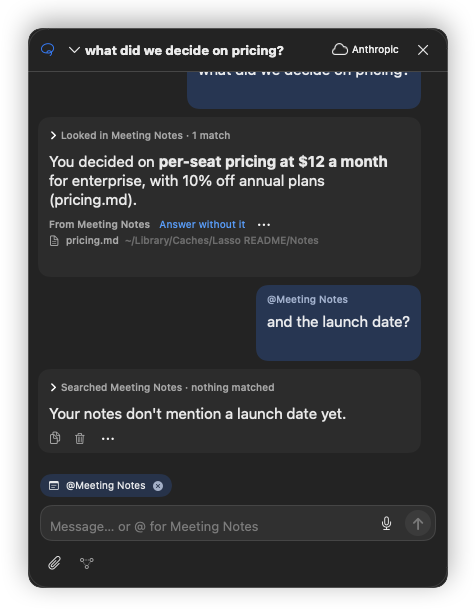 what did we decide on pricing?
Anthropic
what did we decide on pricing?
Looked in Meeting Notes · 1 match
You decided on per-seat pricing at $12 a month
for enterprise, with 10% off annual plans
(pricing.md).
From Meeting Notes Answer without it ···
pricing.md ~/Library/Caches/Lasso README/Notes
@Meeting Notes
and the launch date?
Searched Meeting Notes · nothing matched
Your notes don't mention a launch date yet.
@Meeting Notes
Message... or @ for Meeting Notes